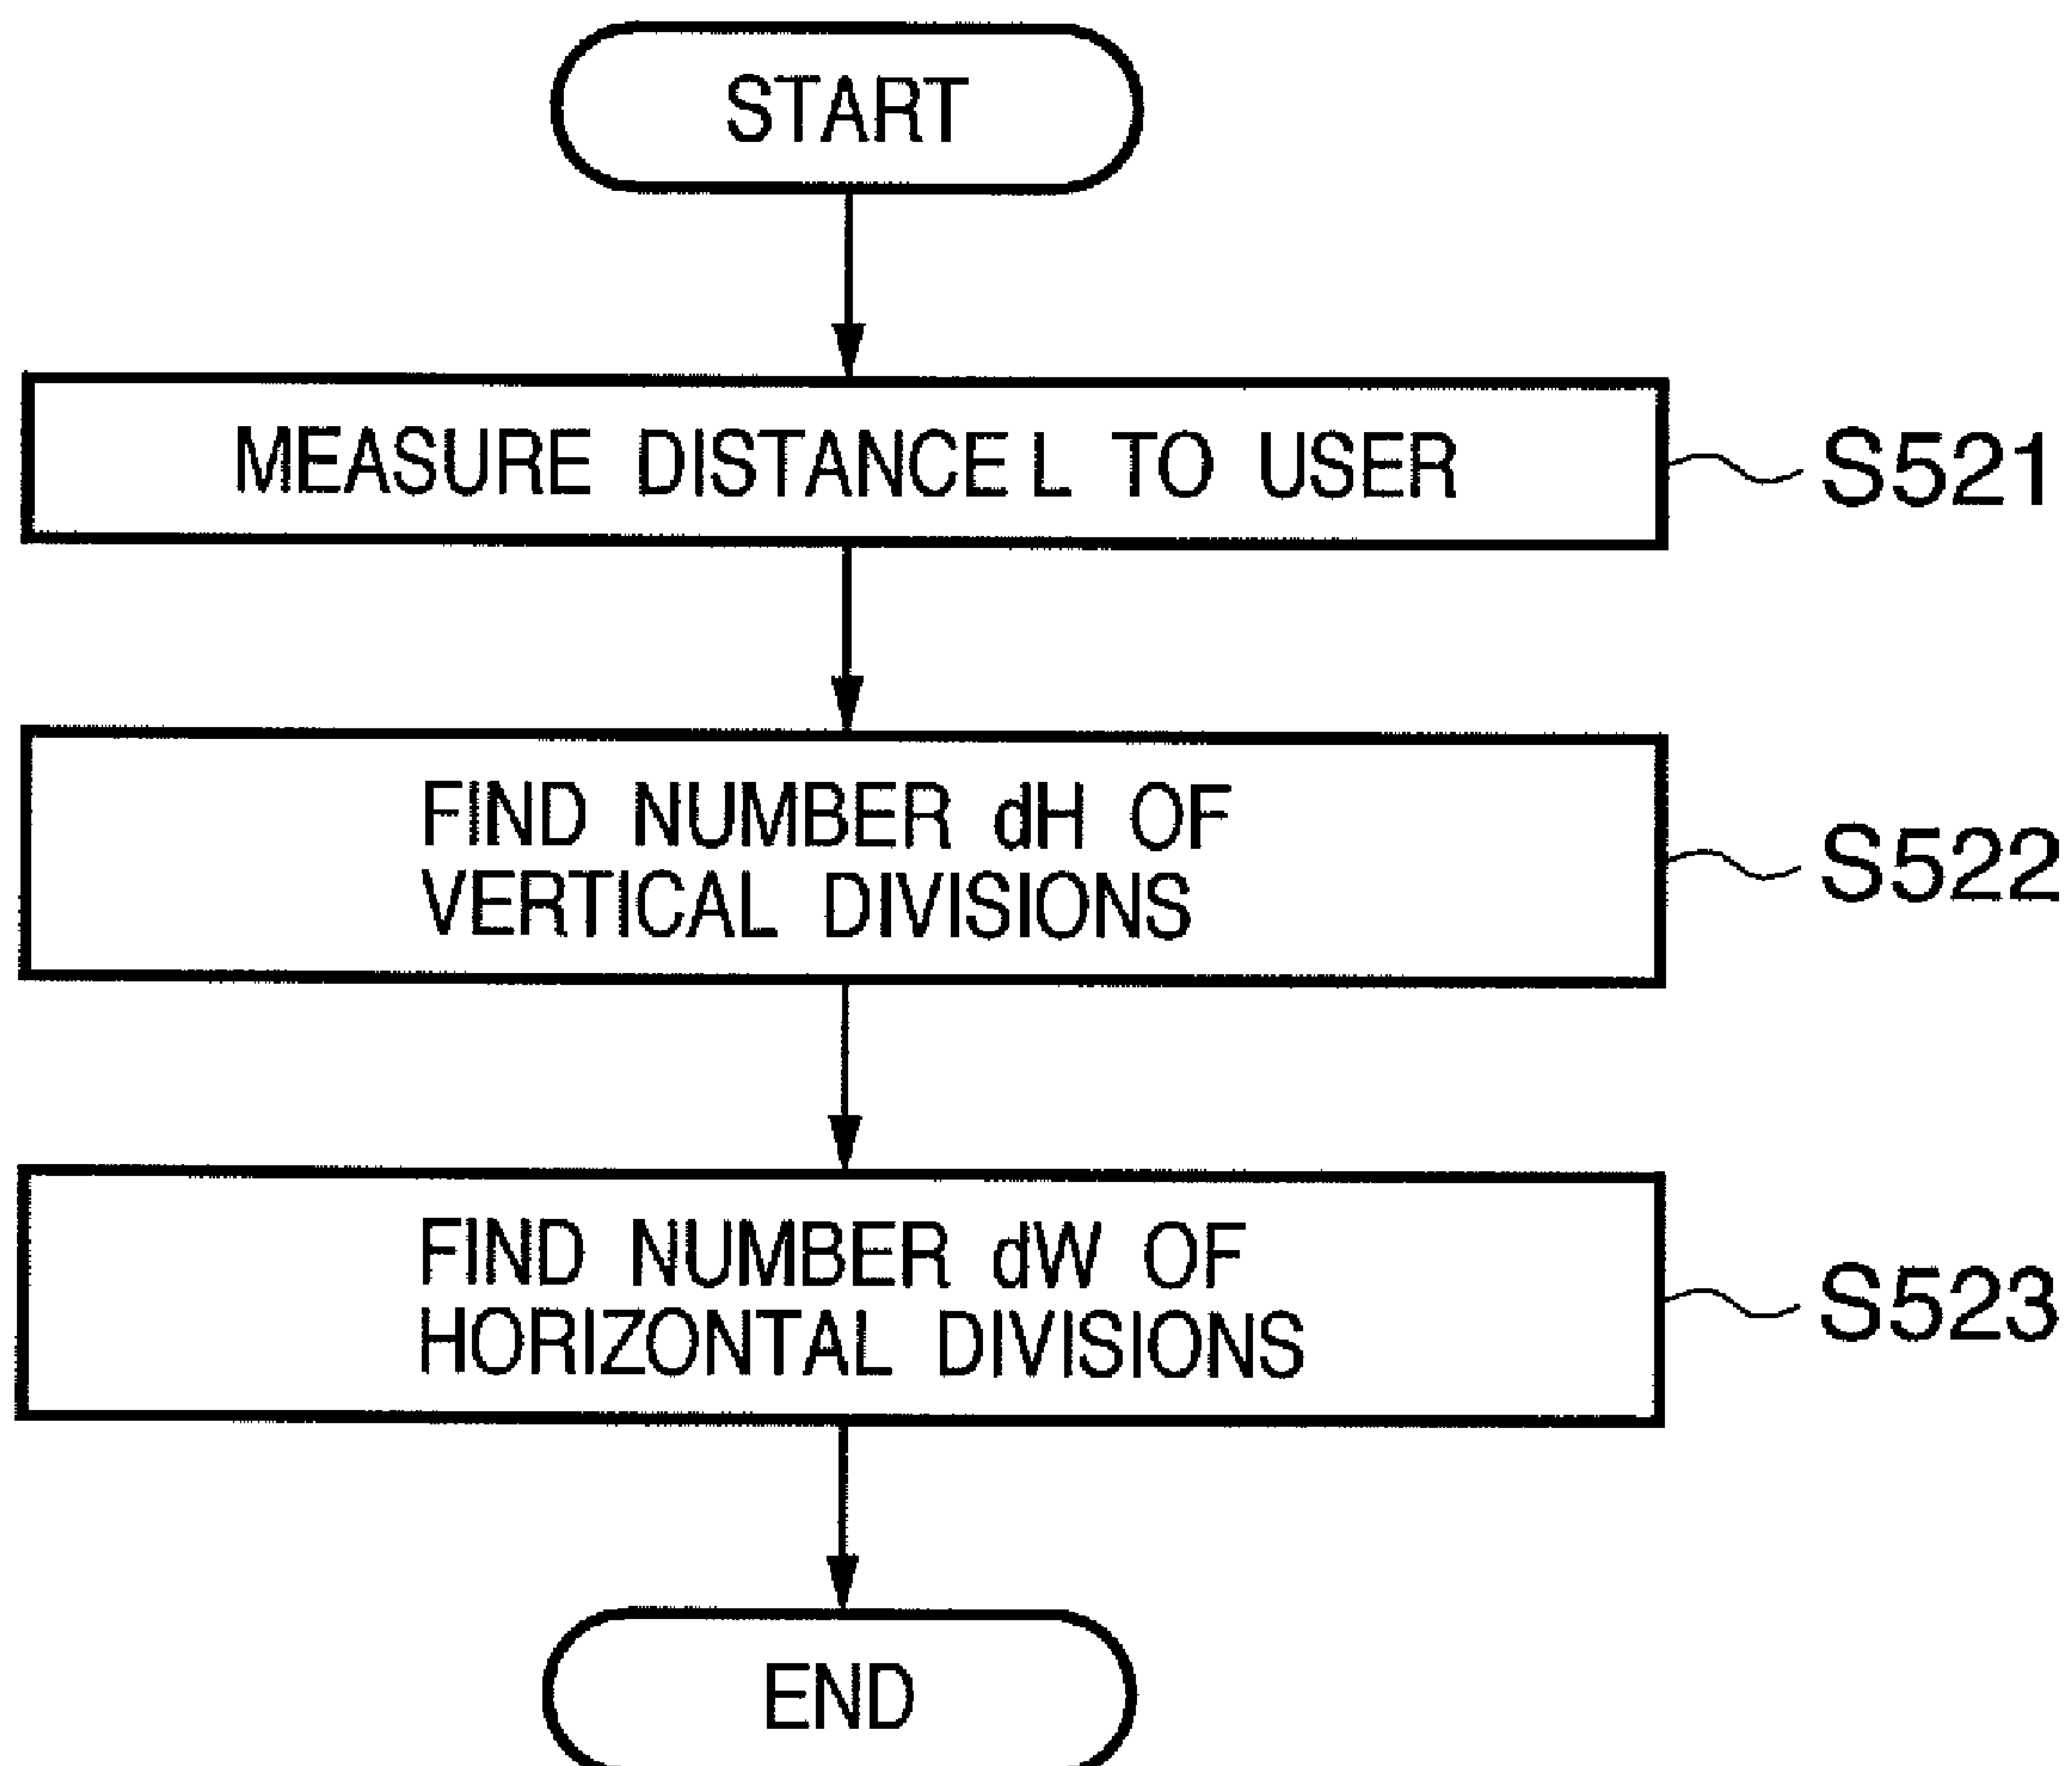 START
MEASURE DISTANCE L TO USER
S521
FIND NUMBER dH OF
VERTICAL DIVISIONS
S522
FIND NUMBER dW OF
HORIZONTAL DIVISIONS
S523
END